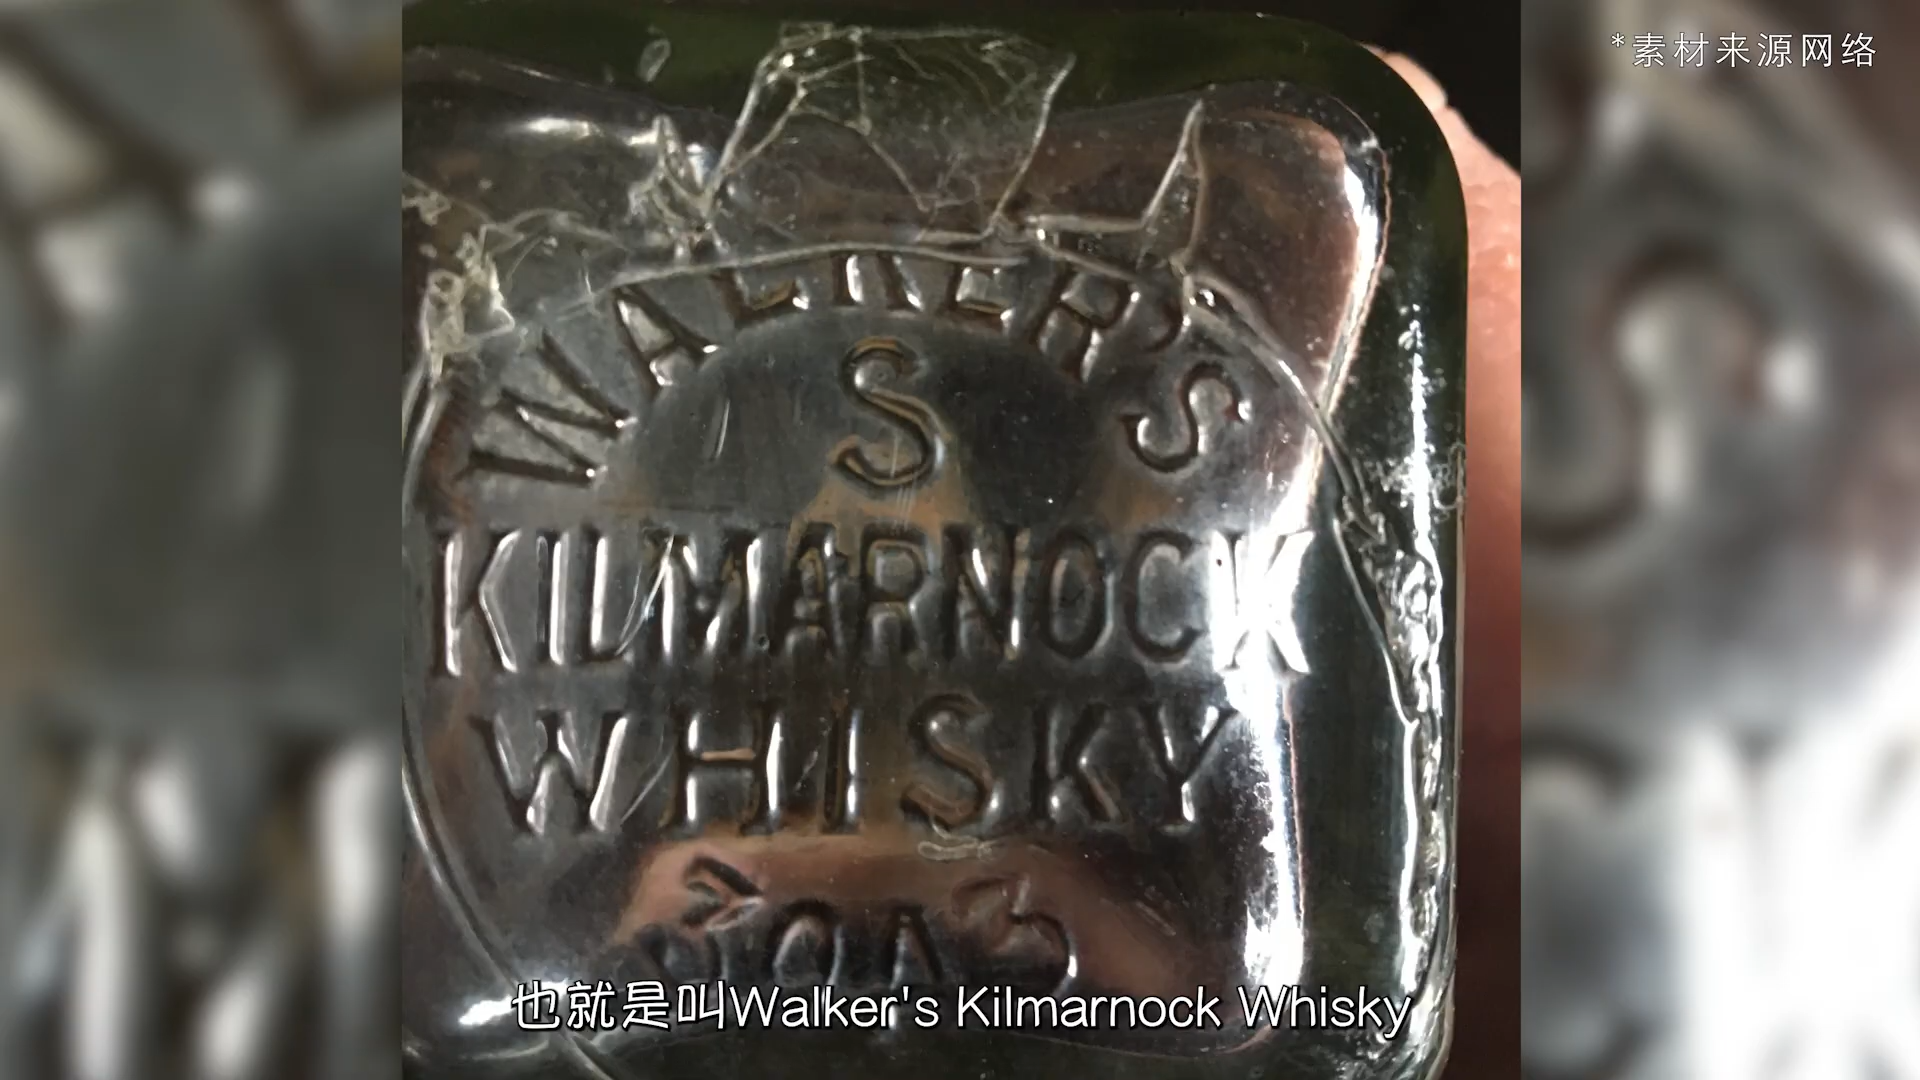 *素材来源网络
WALKER'S
S
KILMARNOCK
WHISKY
也就是叫Walker's Kilmarnock Whisky